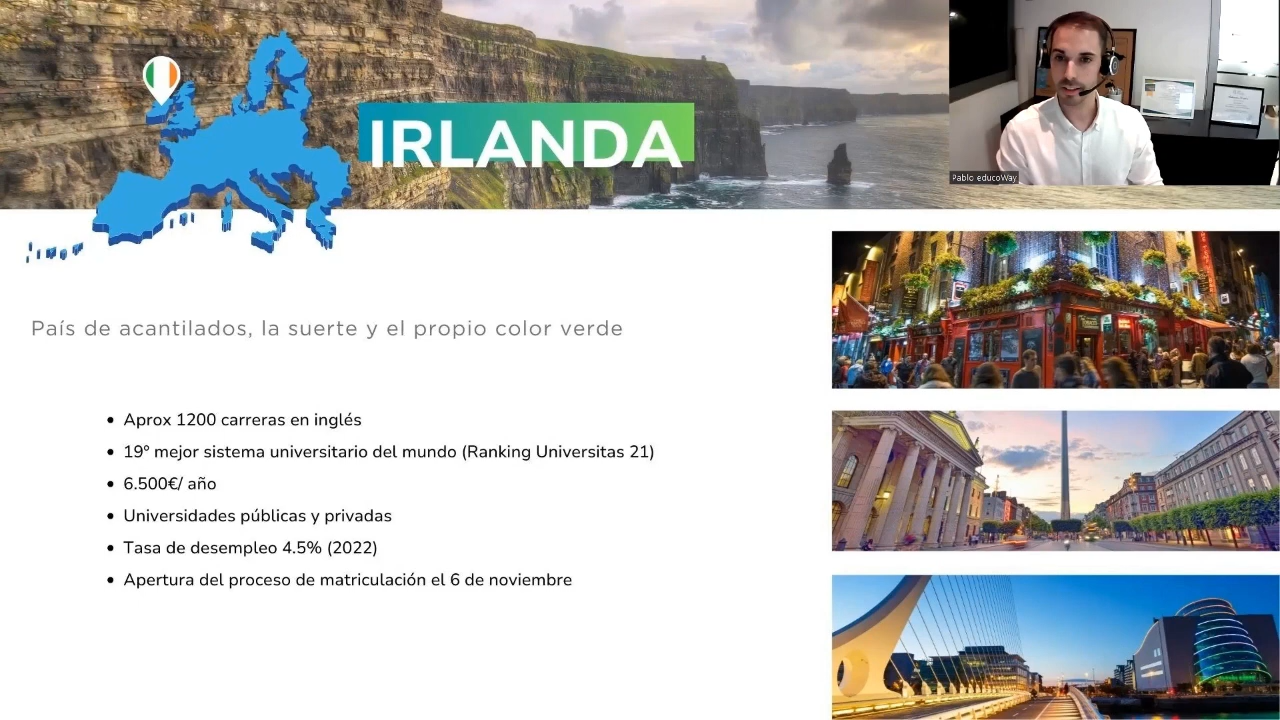 IRLANDA
Pablo educoWay
País de acantilados, la suerte y el propio color verde
• Aprox 1200 carreras en inglés
• 19º mejor sistema universitario del mundo (Ranking Universitas 21)
• 6.500€/ año
• Universidades públicas y privadas
• Tasa de desempleo 4.5% (2022)
• Apertura del proceso de matriculación el 6 de noviembre